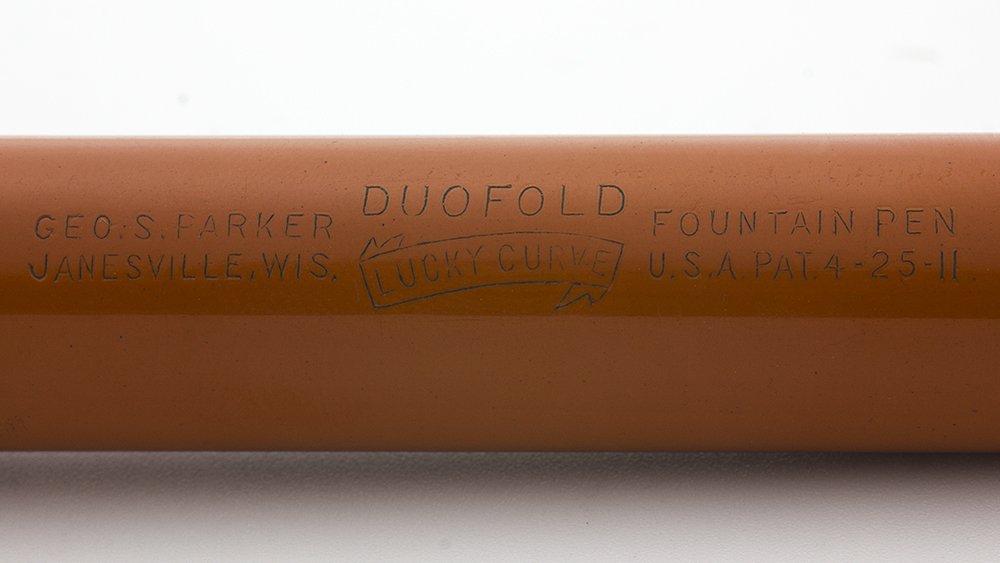 GEO. S. PARKER
JANESVILLE, WIS.
DUOFOLD
LUCKY CURVE
FOUNTAIN PEN
U.S.A. PAT. 4-25-11.